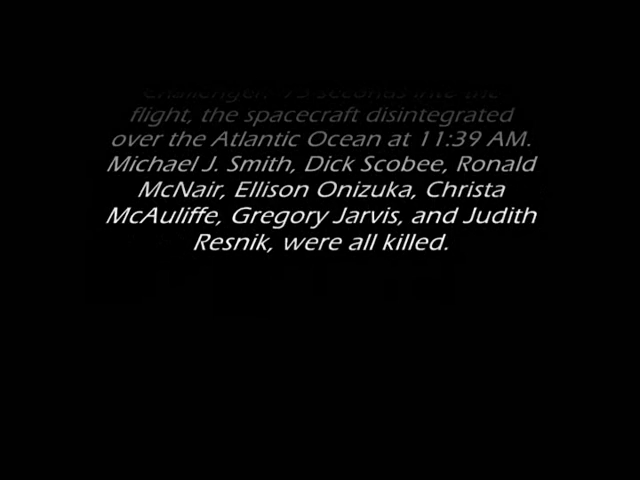 Challenger. 73 seconds into the
flight, the spacecraft disintegrated
over the Atlantic Ocean at 11:39 AM.
Michael J. Smith, Dick Scobee, Ronald
McNair, Ellison Onizuka, Christa
McAuliffe, Gregory Jarvis, and Judith
Resnik, were all killed.